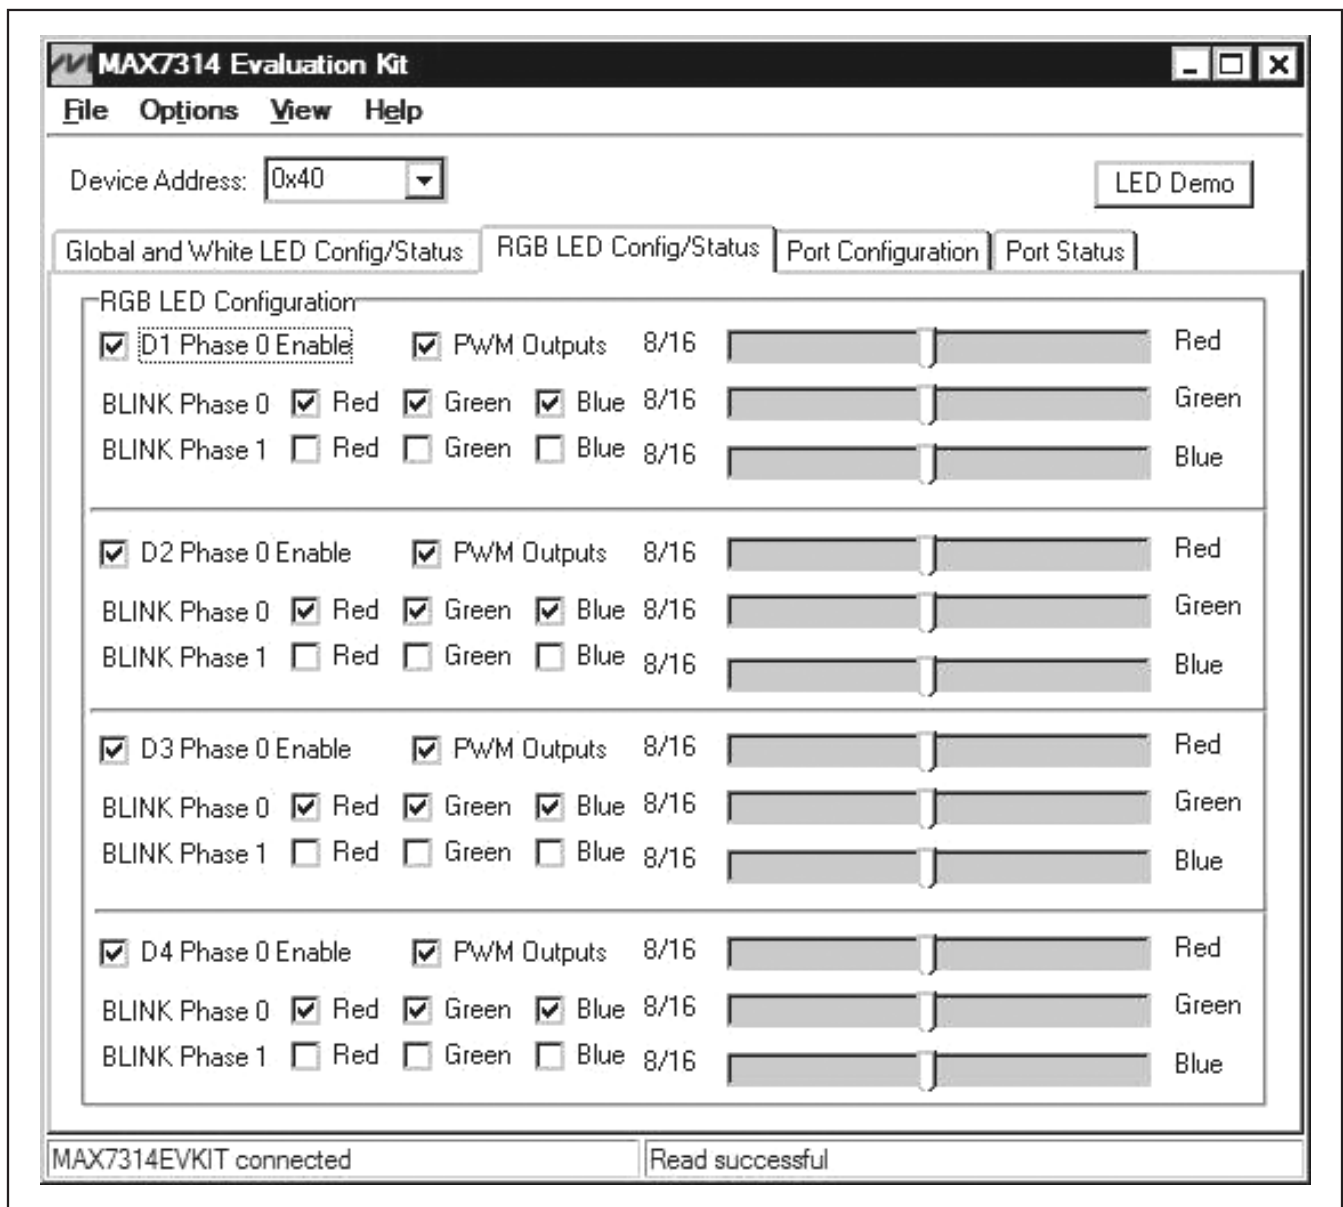 MAX7314 Evaluation Kit
File Options View Help
Device Address: 0x40 LED Demo
Global and White LED Config/Status RGB LED Config/Status Port Configuration Port Status
RGB LED Configuration
D1 Phase 0 Enable PWM Outputs 8/16 Red
BLINK Phase 0 Red Green Blue 8/16 Green
BLINK Phase 1 Red Green Blue 8/16 Blue
D2 Phase 0 Enable PWM Outputs 8/16 Red
BLINK Phase 0 Red Green Blue 8/16 Green
BLINK Phase 1 Red Green Blue 8/16 Blue
D3 Phase 0 Enable PWM Outputs 8/16 Red
BLINK Phase 0 Red Green Blue 8/16 Green
BLINK Phase 1 Red Green Blue 8/16 Blue
D4 Phase 0 Enable PWM Outputs 8/16 Red
BLINK Phase 0 Red Green Blue 8/16 Green
BLINK Phase 1 Red Green Blue 8/16 Blue
MAX7314EVKIT connected Read successful